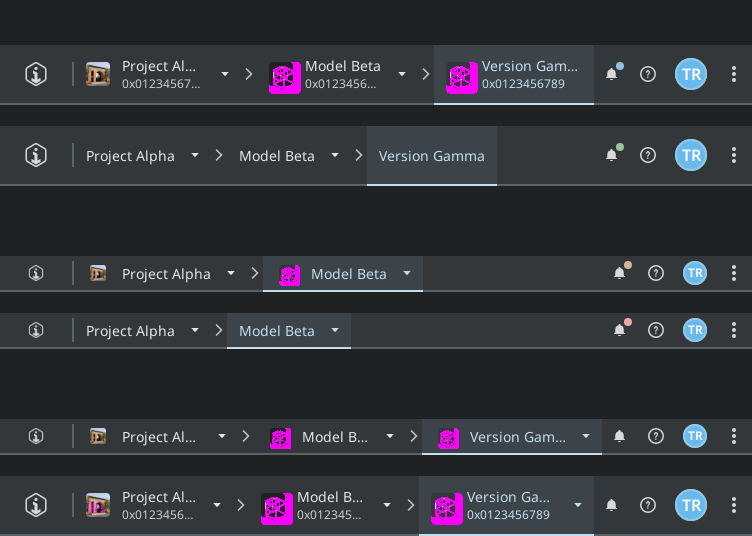 Project Al... Model Beta Version Gam... TR
0x01234567... 0x0123456... 0x0123456789
Project Alpha Model Beta Version Gamma TR
Project Alpha Model Beta TR
Project Alpha Model Beta TR
Project Al... Model B... Version Gam... TR
Project Al... Model B... Version Ga... TR
0x0123456... 0x012345... 0x0123456789